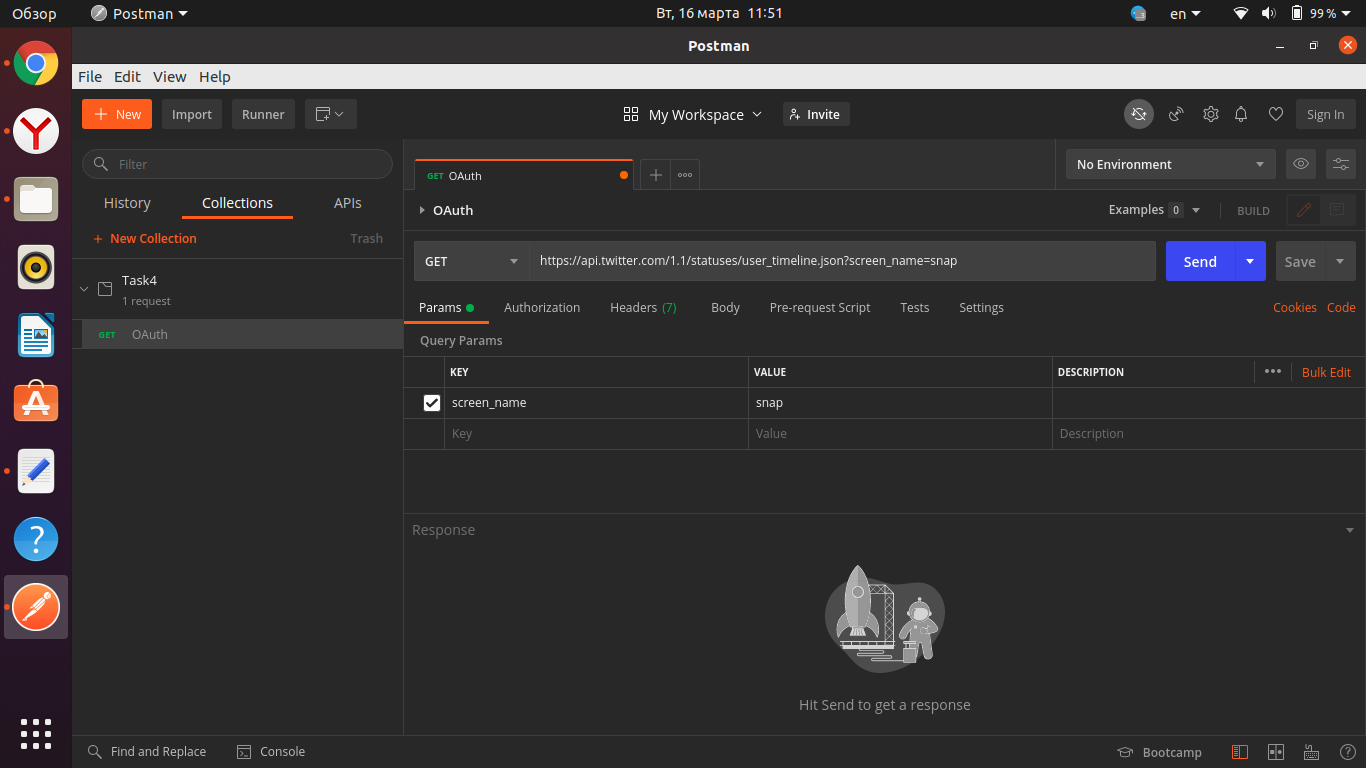 Обзор
Postman
Вт, 16 марта 11:51
en
99 %
Postman
File Edit View Help
New
Import
Runner
My Workspace
Invite
Sign In
Filter
History
Collections
APIs
New Collection
Trash
Task4
1 request
GET OAuth
GET OAuth
No Environment
OAuth
Examples 0
BUILD
GET
https://api.twitter.com/1.1/statuses/user_timeline.json?screen_name=snap
Send
Save
Params
Authorization
Headers (7)
Body
Pre-request Script
Tests
Settings
Cookies
Code
Query Params
KEY
VALUE
DESCRIPTION
Bulk Edit
screen_name
snap
Key
Value
Description
Response
Hit Send to get a response
Find and Replace
Console
Bootcamp